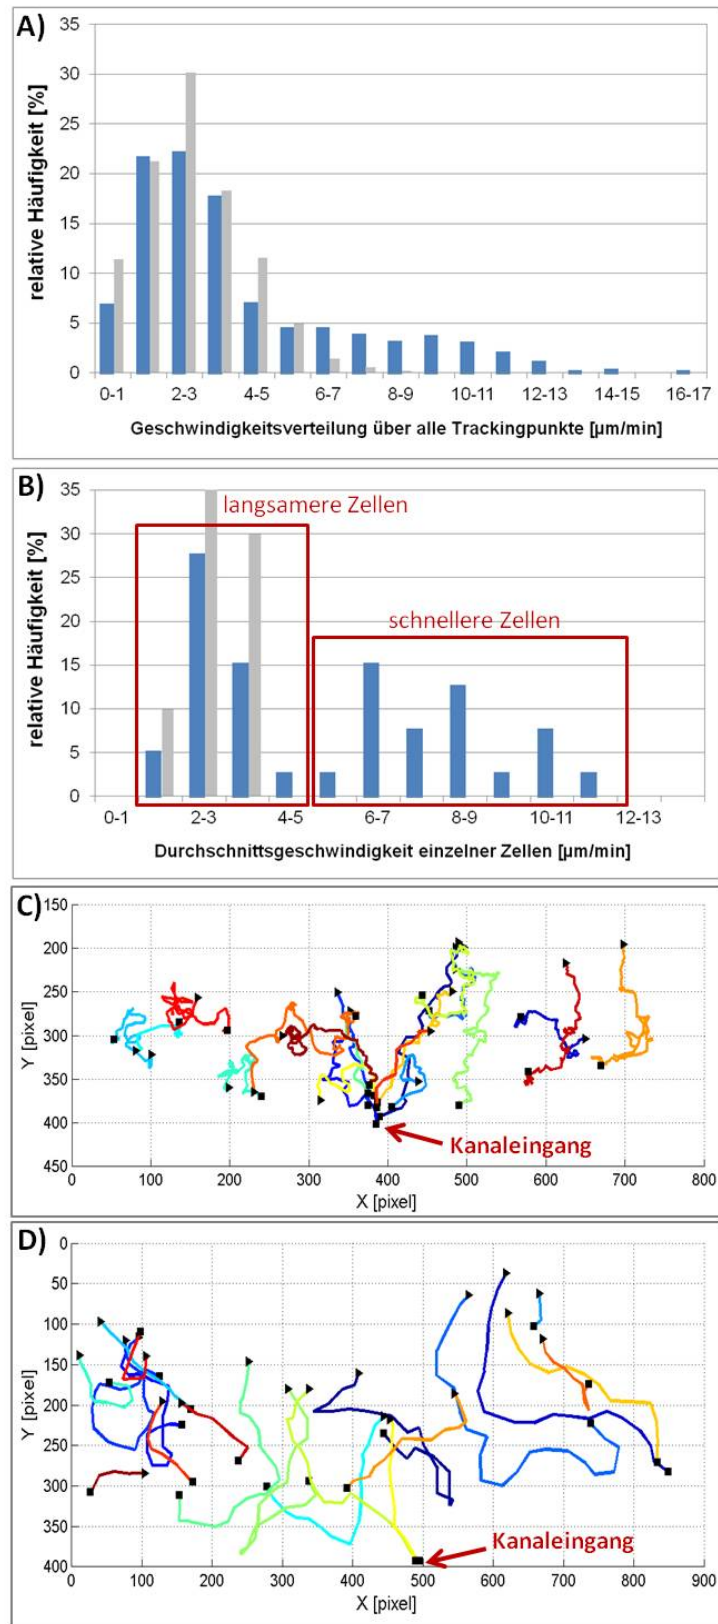 A)
relative Häufigkeit [%]
35
30
25
20
15
10
5
0
0-1 2-3 4-5 6-7 8-9 10-11 12-13 14-15 16-17
Geschwindigkeitsverteilung über alle Trackingpunkte [µm/min]
B)
relative Häufigkeit [%]
35
30
25
20
15
10
5
0
langsamere Zellen
schnellere Zellen
0-1 2-3 4-5 6-7 8-9 10-11 12-13
Durchschnittsgeschwindigkeit einzelner Zellen [µm/min]
C)
Y [pixel]
150
200
250
300
350
400
450
Kanaleingang
0 100 200 300 400 500 600 700 800
X [pixel]
D)
Y [pixel]
0
50
100
150
200
250
300
350
400
Kanaleingang
0 100 200 300 400 500 600 700 800 900
X [pixel]